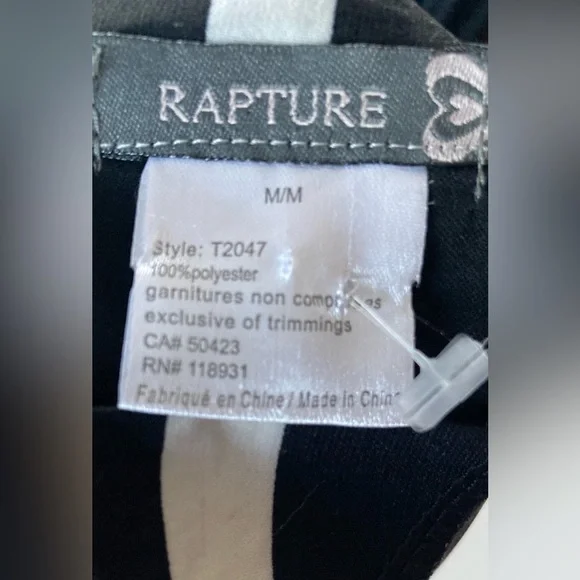 RAPTURE
M/M
Style: T2047
100%polyester
garnitures non comprises
exclusive of trimmings
CA# 50423
RN# 118931
Fabriqué en Chine / Made in China